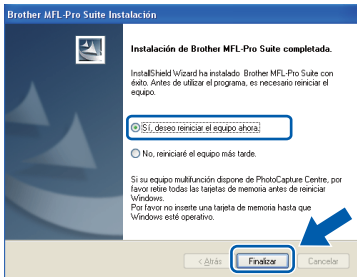 Brother MFL-Pro Suite Instalación
Instalación de Brother MFL-Pro Suite completada.
InstallShield Wizard ha instalado Brother MFL-Pro Suite con
éxito. Antes de utilizar el programa, es necesario reiniciar el
equipo.
Sí, deseo reiniciar el equipo ahora.
No, reiniciaré el equipo más tarde.
Si su equipo multifunción dispone de PhotoCapture Centre, por
favor retire todas las tarjetas de memoria antes de reiniciar
Windows.
Por favor no inserte una tarjeta de memoria hasta que
Windows esté operativo.
< Atrás Finalizar Cancelar